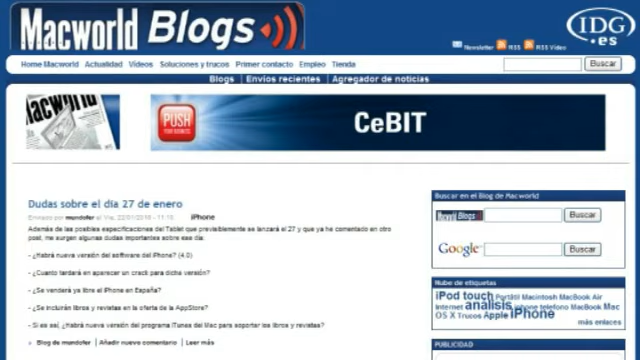 Macworld Blogs
IDG
.es
Newsletter RSS RSS Video
Home Macworld Actualidad Vídeos Soluciones y trucos Primer contacto Empleo Tienda
Buscar
Blogs Envíos recientes Agregador de noticias
Macworld
PUSH
YOUR BUSINESS
CeBIT
Dudas sobre el día 27 de enero
Enviado por mundofer el Vie, 22/01/2010 - 11:10. iPhone
Además de las posibles especificaciones del Tablet que previsiblemente se lanzará el 27 y que ya he comentado en otro
post, me surgen algunas dudas importantes sobre ese día:
- ¿Habrá nueva versión del software del iPhone? (4.0)
- ¿Cuanto tardará en aparecer un crack para dicha versión?
- ¿Se venderá ya libre el iPhone en España?
- ¿Se incluirán libros y revistas en la oferta de la AppStore?
- Si es así, ¿habrá nueva versión del programa iTunes del Mac para soportar los libros y revistas?
» Blog de mundofer Añadir nuevo comentario Leer más
Buscar en el Blog de Macworld
Macworld Blogs Buscar
Google Buscar
Nube de etiquetas
iPod touch Portátil Macintosh MacBook Air
Internet análisis iphone telefono MacBook Mac
OS X Trucos Apple iPhone
más enlaces
PUBLICIDAD